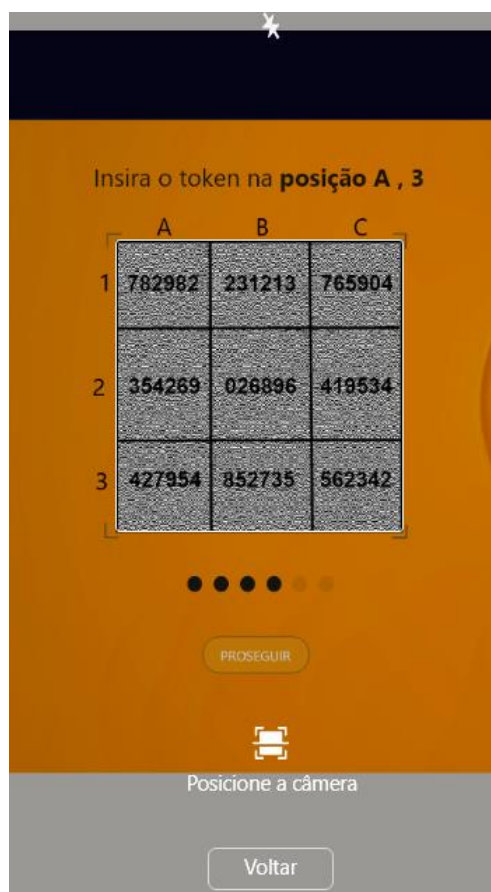 Insira o token na posição A , 3
A B C
1 782982 231213 765904
2 354269 026896 419534
3 427954 852735 562342
PROSEGUIR
Posicione a câmera
Voltar